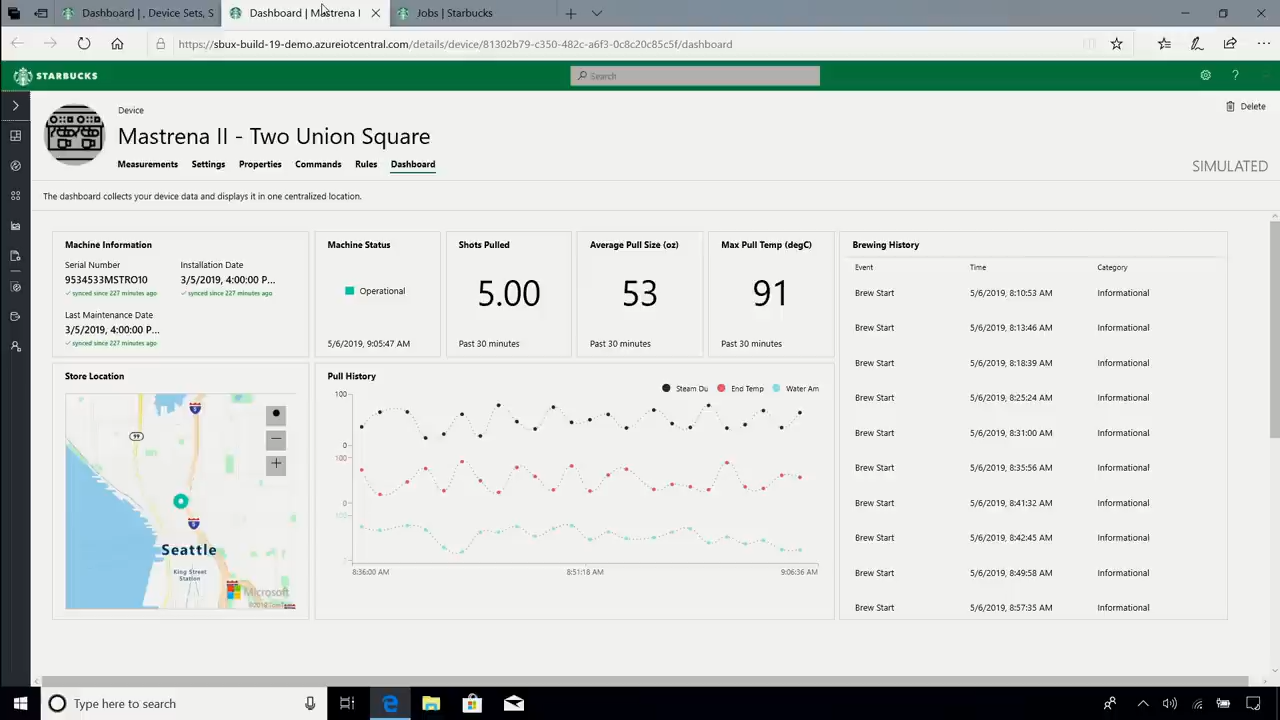 Dashboard | , Device Sets, S
Dashboard | Mastrena I
Jobs | Starbucks
https://sbux-build-19-demo.azureiotcentral.com/details/device/81302b79-c350-482c-a6f3-0c8c20c85c5f/dashboard
STARBUCKS
Search
?
Device
Delete
Mastrena II - Two Union Square
Measurements Settings Properties Commands Rules Dashboard
SIMULATED
The dashboard collects your device data and displays it in one centralized location.
Machine Information
Serial Number Installation Date
9534533MSTRO10 3/5/2019, 4:00:00 P...
synced since 227 minutes ago synced since 227 minutes ago
Last Maintenance Date
3/5/2019, 4:00:00 P...
synced since 227 minutes ago
Machine Status
Operational
5/6/2019, 9:05:47 AM
Shots Pulled
5.00
Past 30 minutes
Average Pull Size (oz)
53
Past 30 minutes
Max Pull Temp (degC)
91
Past 30 minutes
Brewing History
Event Time Category
Brew Start 5/6/2019, 8:10:53 AM Informational
Brew Start 5/6/2019, 8:13:46 AM Informational
Brew Start 5/6/2019, 8:18:39 AM Informational
Brew Start 5/6/2019, 8:25:24 AM Informational
Brew Start 5/6/2019, 8:31:00 AM Informational
Brew Start 5/6/2019, 8:35:56 AM Informational
Brew Start 5/6/2019, 8:41:32 AM Informational
Brew Start 5/6/2019, 8:42:45 AM Informational
Brew Start 5/6/2019, 8:49:58 AM Informational
Brew Start 5/6/2019, 8:57:35 AM Informational
Store Location
99
Seattle
King Street
Station
Microsoft
Pull History
Steam Du End Temp Water Am
100
0
100
0
100
8:36:00 AM 8:51:18 AM 9:06:36 AM
Type here to search